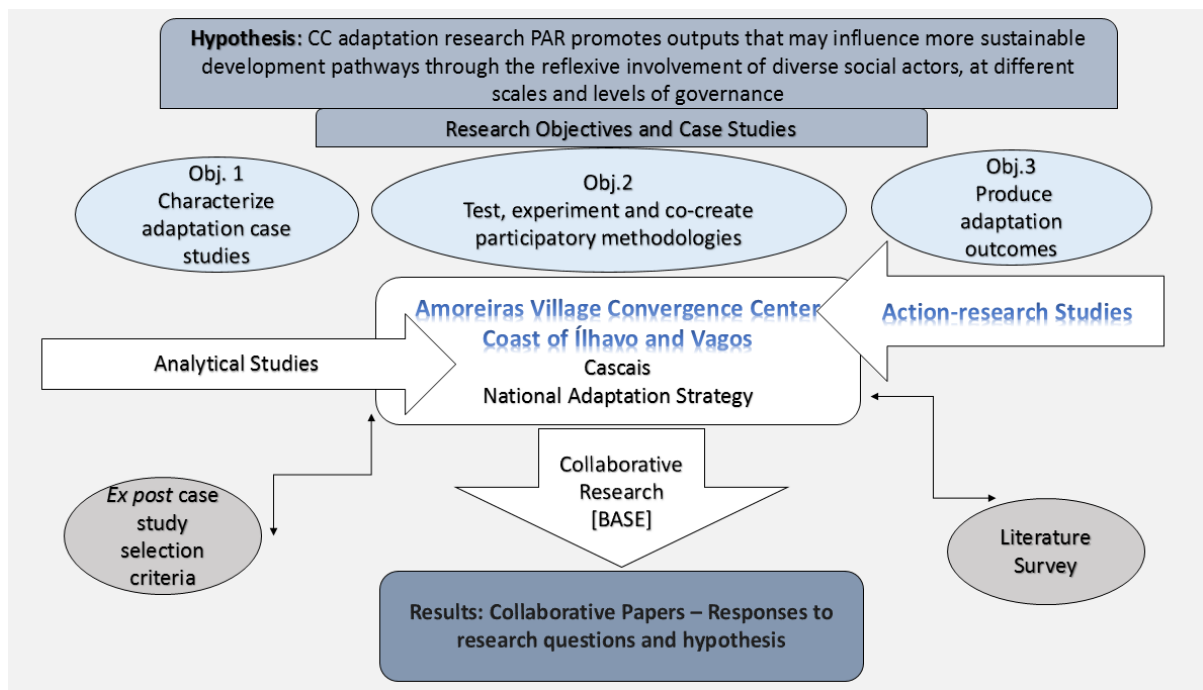 Hypothesis: CC adaptation research PAR promotes outputs that may influence more sustainable
development pathways through the reflexive involvement of diverse social actors, at different
scales and levels of governance
Research Objectives and Case Studies
Obj. 1
Characterize
adaptation case
studies
Obj.2
Test, experiment and co-create
participatory methodologies
Obj.3
Produce
adaptation
outcomes
Amoreiras Village Convergence Center
Coast of Ílhavo and Vagos
Cascais
National Adaptation Strategy
Action-research Studies
Analytical Studies
Collaborative
Research
[BASE]
Ex post case
study
selection
criteria
Literature
Survey
Results: Collaborative Papers – Responses to
research questions and hypothesis